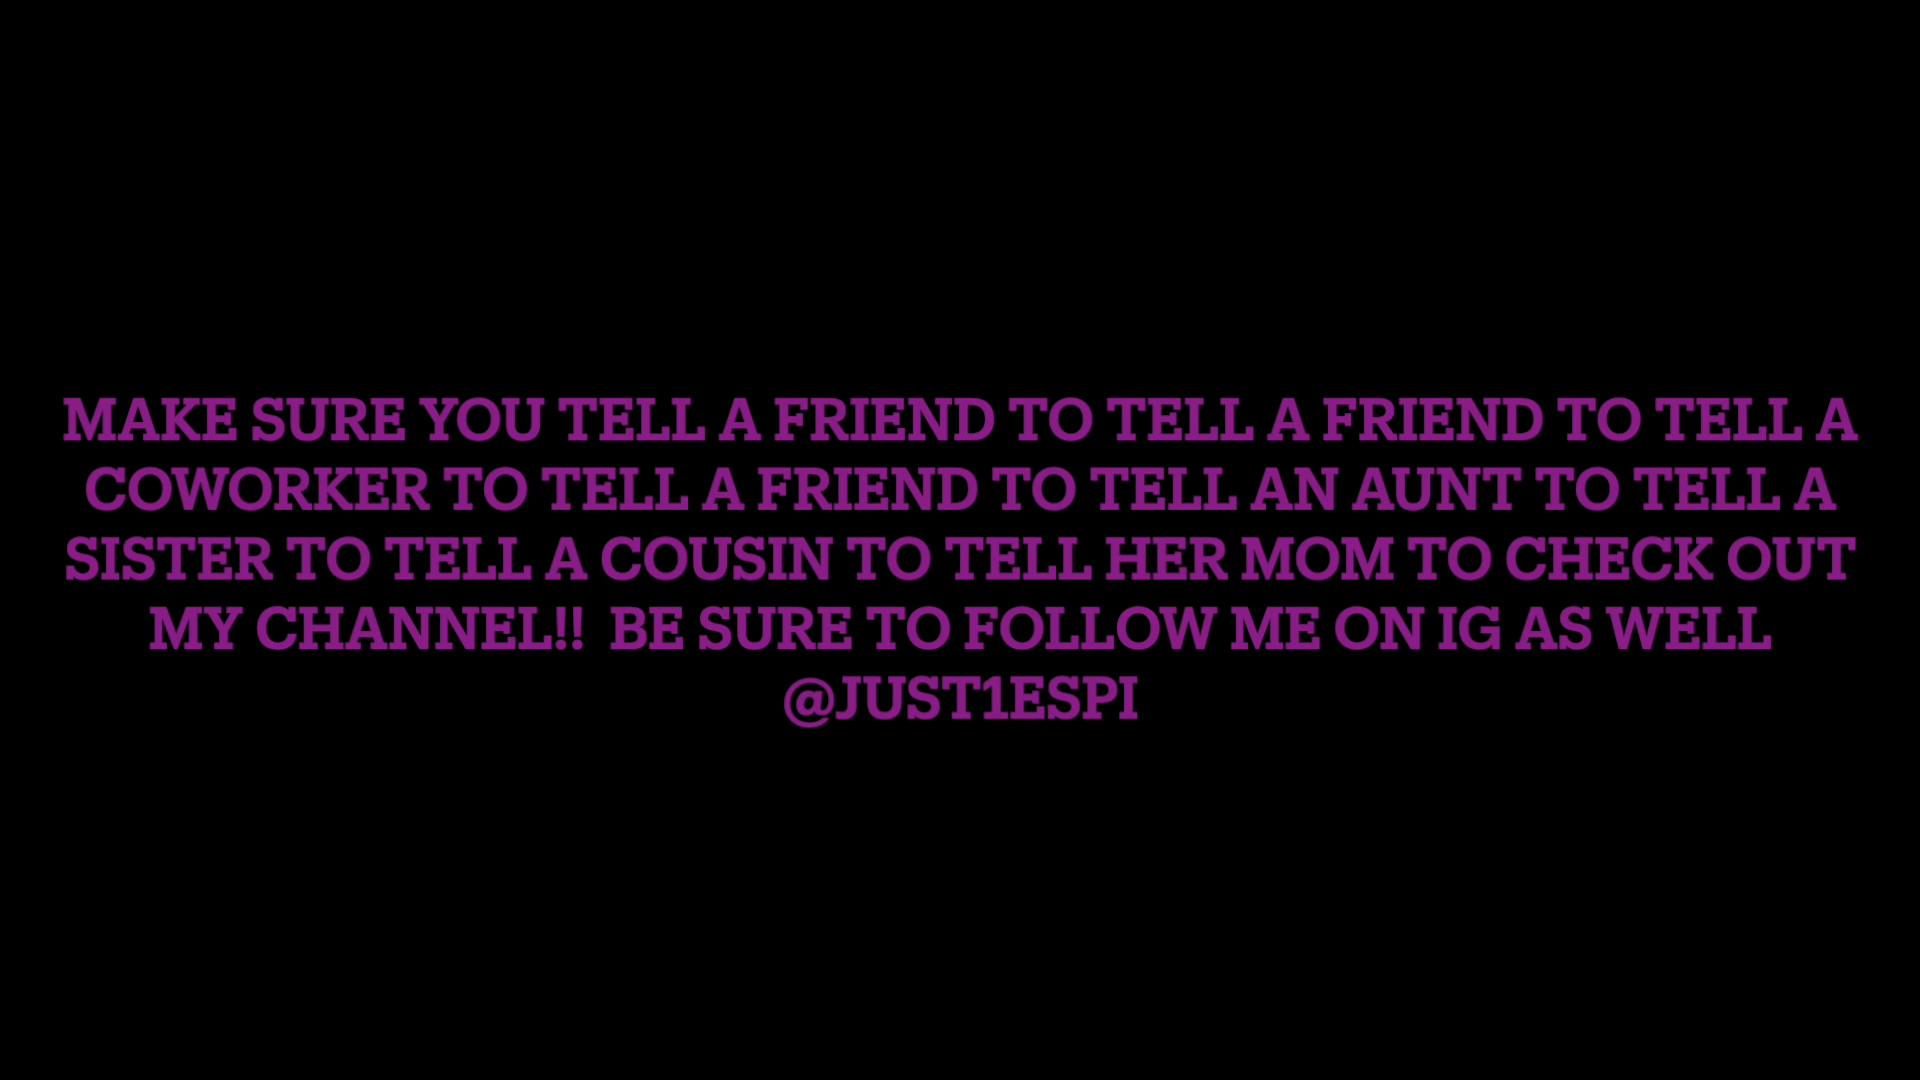 MAKE SURE YOU TELL A FRIEND TO TELL A FRIEND TO TELL A
COWORKER TO TELL A FRIEND TO TELL AN AUNT TO TELL A
SISTER TO TELL A COUSIN TO TELL HER MOM TO CHECK OUT
MY CHANNEL!!  BE SURE TO FOLLOW ME ON IG AS WELL
@JUST1ESPI